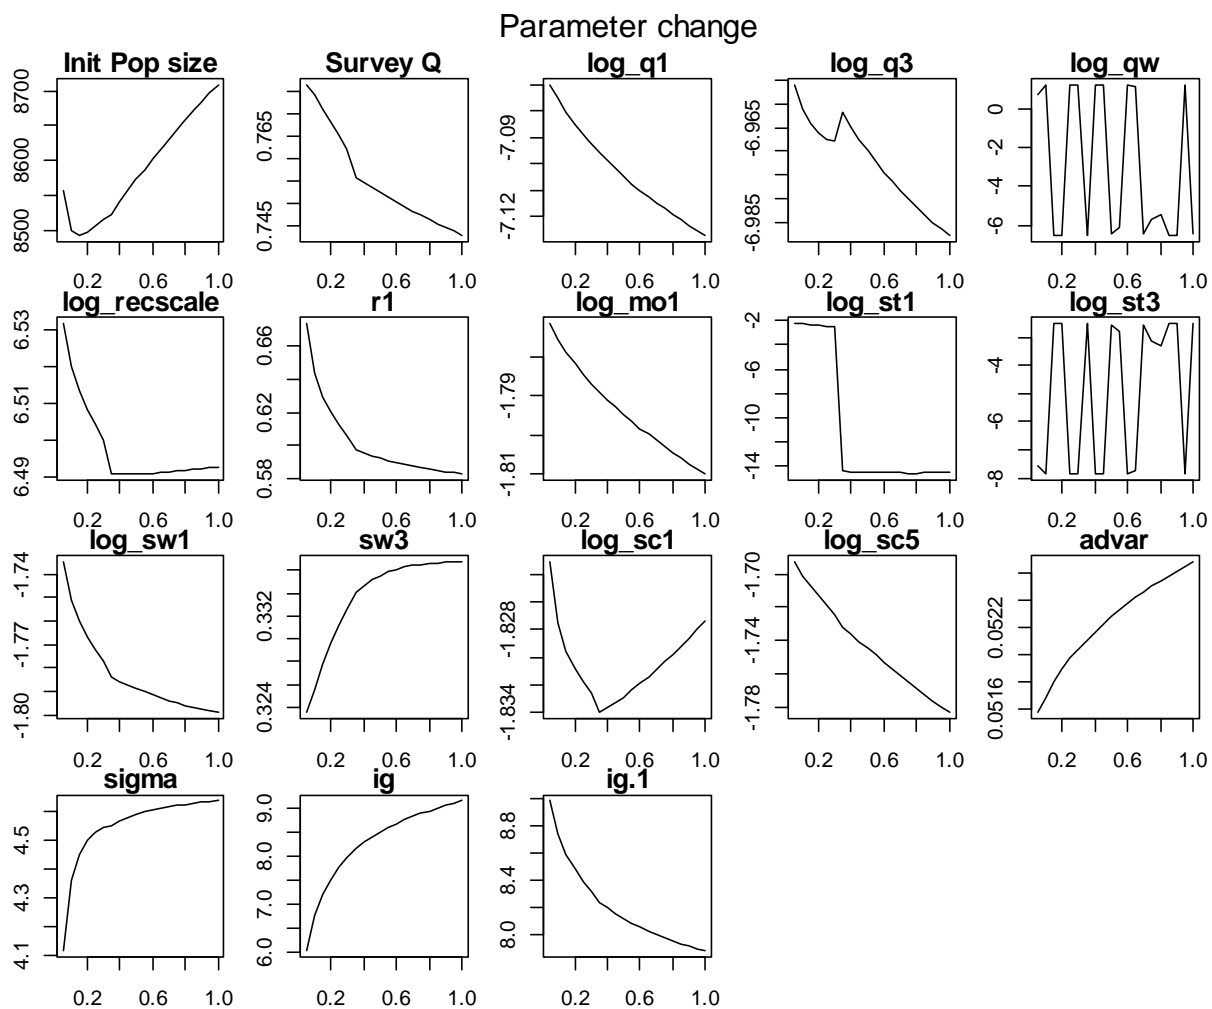 Parameter change
Init Pop size
8500 8600 8700
0.2 0.6 1.0
Survey Q
0.745 0.765
0.2 0.6 1.0
log_q1
-7.12 -7.09
0.2 0.6 1.0
log_q3
-6.985 -6.965
0.2 0.6 1.0
log_qw
-6 -4 -2 0
0.2 0.6 1.0
log_recscale
6.49 6.51 6.53
0.2 0.6 1.0
r1
0.58 0.62 0.66
0.2 0.6 1.0
log_mo1
-1.81 -1.79
0.2 0.6 1.0
log_st1
-14 -10 -6 -2
0.2 0.6 1.0
log_st3
-8 -6 -4
0.2 0.6 1.0
log_sw1
-1.80 -1.77 -1.74
0.2 0.6 1.0
sw3
0.324 0.332
0.2 0.6 1.0
log_sc1
-1.834 -1.828
0.2 0.6 1.0
log_sc5
-1.78 -1.74 -1.70
0.2 0.6 1.0
advar
0.0516 0.0522
0.2 0.6 1.0
sigma
4.1 4.3 4.5
0.2 0.6 1.0
ig
6.0 7.0 8.0 9.0
0.2 0.6 1.0
ig.1
8.0 8.4 8.8
0.2 0.6 1.0